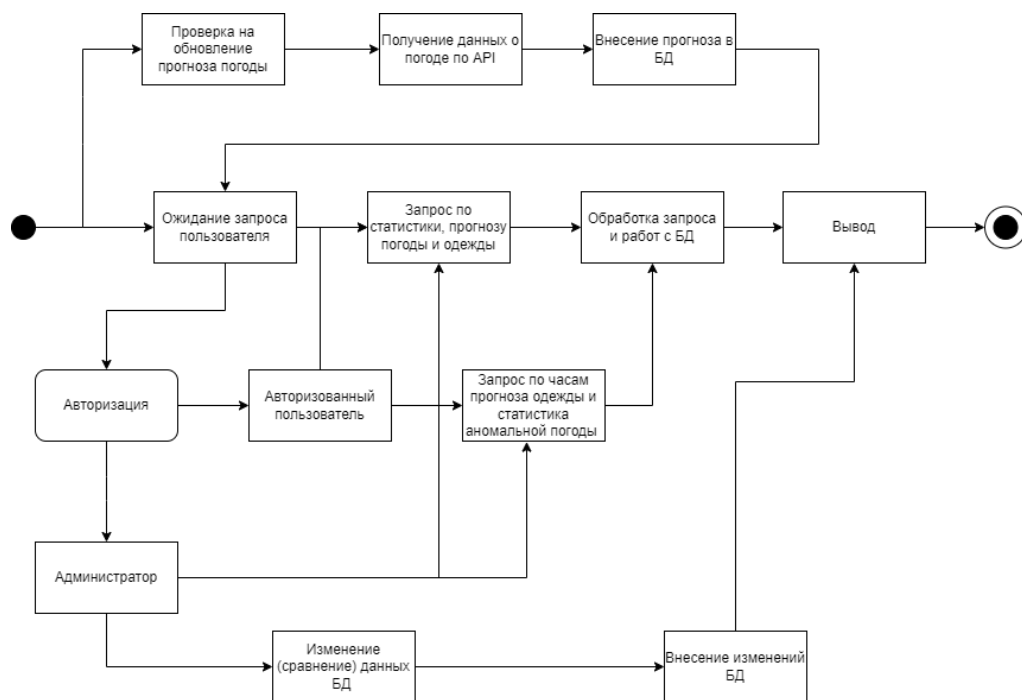 Проверка на
обновление
прогноза погоды
Получение данных о
погоде по API
Внесение прогноза в
БД
Ожидание запроса
пользователя
Запрос по
статистики, прогнозу
погоды и одежды
Обработка запроса
и работ с БД
Вывод
Авторизация
Авторизованный
пользователь
Запрос по часам
прогноза одежды и
статистика
аномальной погоды
Администратор
Изменение
(сравнение) данных
БД
Внесение изменений
БД